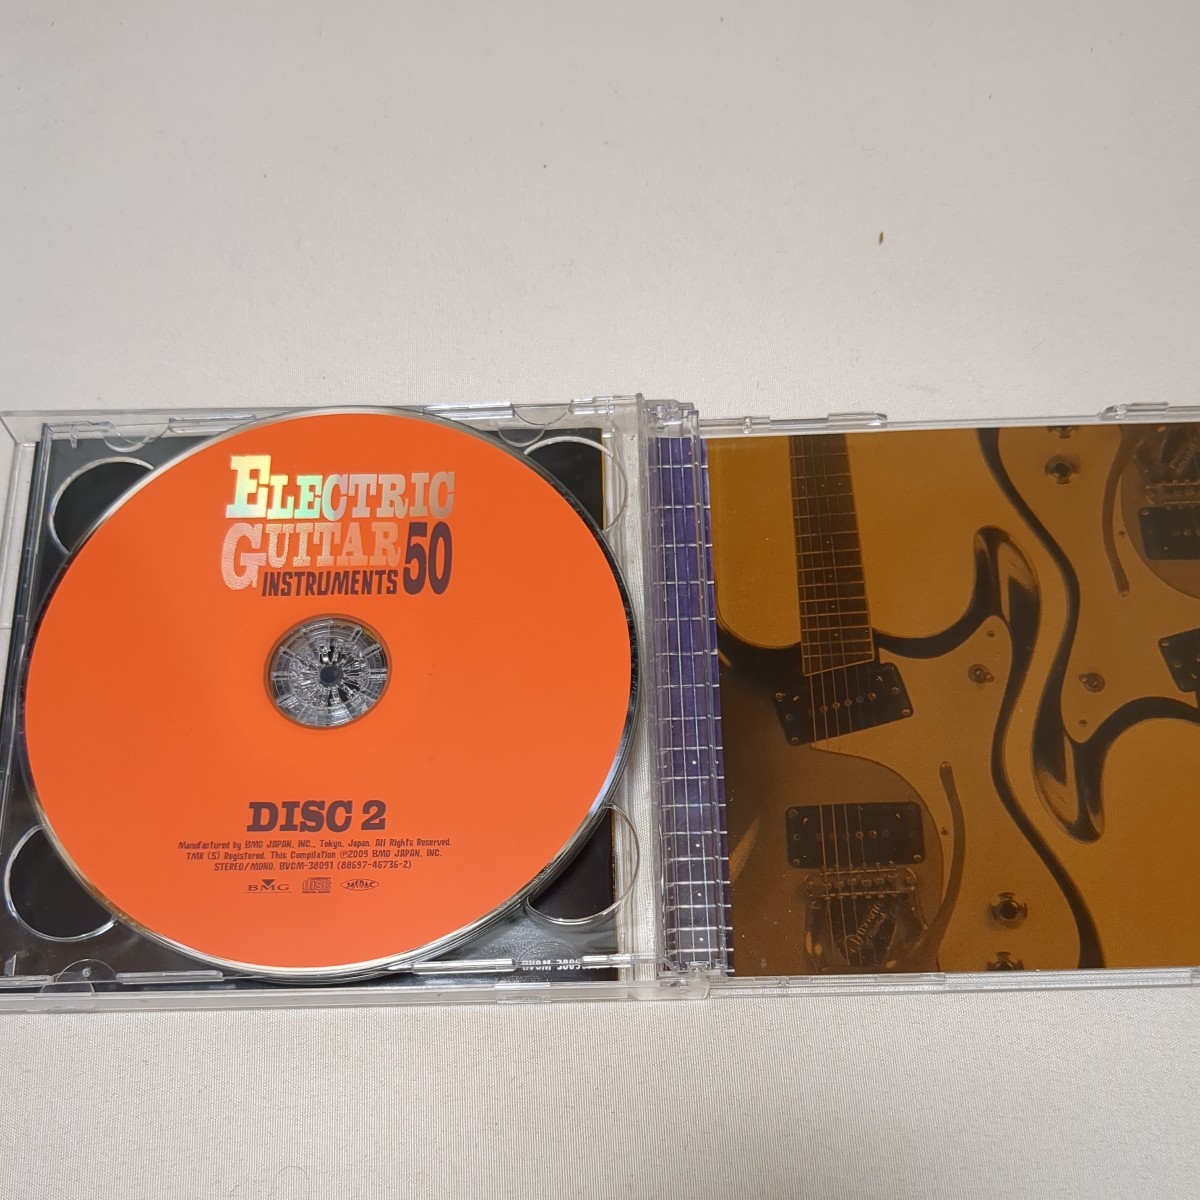 ELECTRIC
GUITAR
INSTRUMENTS 50
DISC 2
Manufactured by BMG JAPAN, INC., Tokyo, Japan. All Rights Reserved.
TMK (S) Registered. This Compilation ℗2009 BMG JAPAN, INC.
STEREO/MONO. BVCM-38091 (88697-46736-2)
BMG
disc